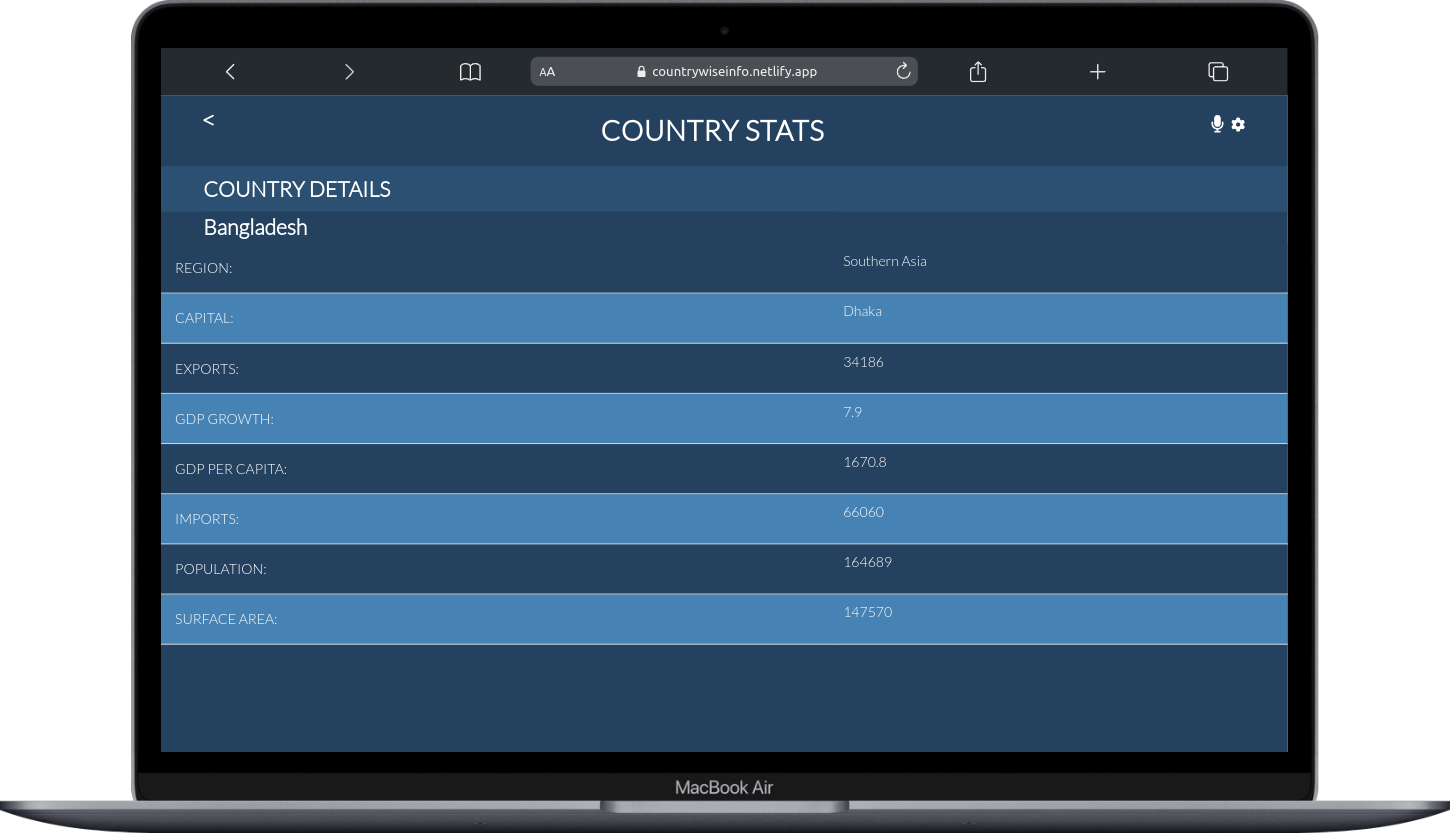 AA countrywiseinfo.netlify.app
< COUNTRY STATS
COUNTRY DETAILS
Bangladesh
REGION: Southern Asia
CAPITAL: Dhaka
EXPORTS: 34186
GDP GROWTH: 7.9
GDP PER CAPITA: 1670.8
IMPORTS: 66060
POPULATION: 164689
SURFACE AREA: 147570
MacBook Air